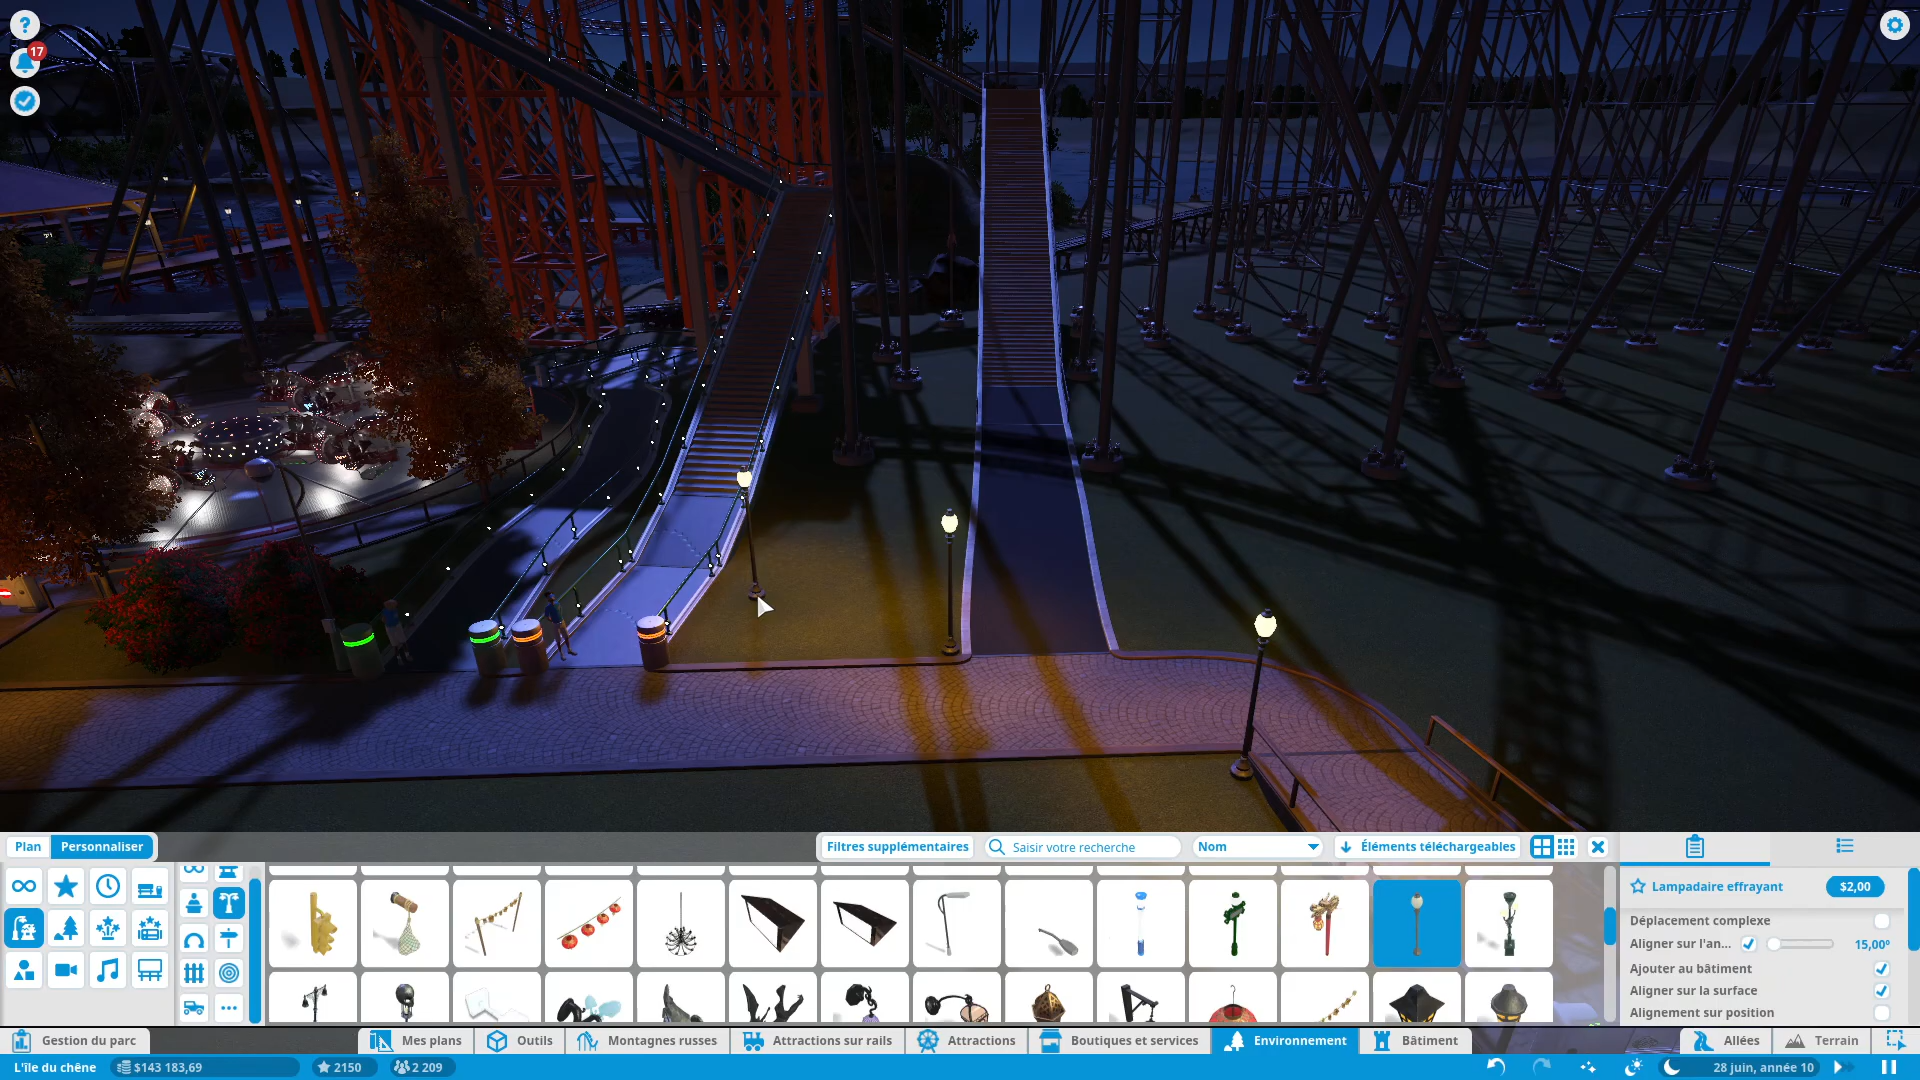 ?
17
Plan
Personnaliser
Filtres supplémentaires
Saisir votre recherche
Nom
Éléments téléchargeables
Lampadaire effrayant
$2,00
Déplacement complexe
Aligner sur l'an...
15,00°
Ajouter au bâtiment
Aligner sur la surface
Alignement sur position
Gestion du parc
Mes plans
Outils
Montagnes russes
Attractions sur rails
Attractions
Boutiques et services
Environnement
Bâtiment
Allées
Terrain
L'île du chêne
$143 183,69
2150
2 209
28 juin, année 10